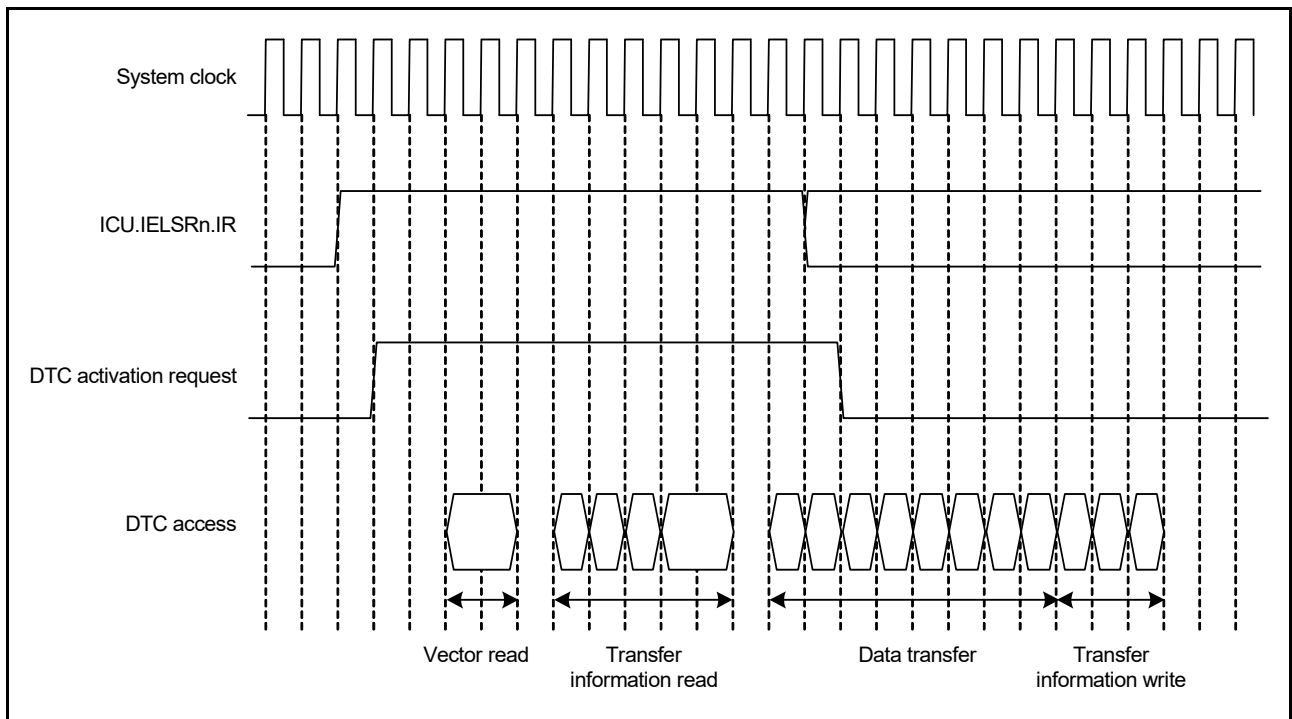 System clock
ICU.IELSRn.IR
DTC activation request
DTC access
Vector read
Transfer
information read
Data transfer
Transfer
information write